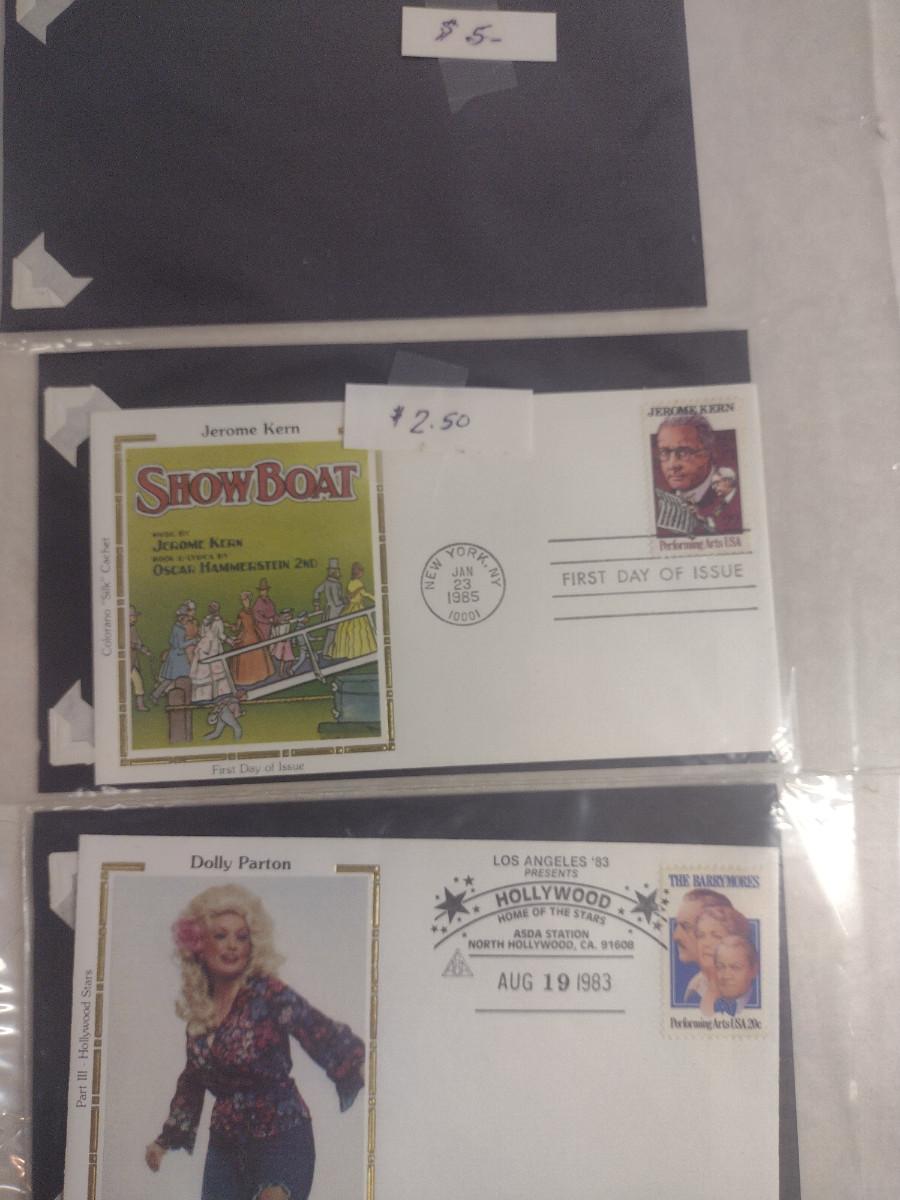 $ 5-
$ 2.50
Jerome Kern
SHOW BOAT
MUSIC BY
JEROME KERN
BOOK & LYRICS BY
OSCAR HAMMERSTEIN 2ND
Colorano "Silk" Cachet
First Day of Issue
NEW YORK, NY
JAN
23
1985
10001
JEROME KERN
Performing Arts USA
FIRST DAY OF ISSUE
Dolly Parton
Part III - Hollywood Stars
LOS ANGELES '83
PRESENTS
HOLLYWOOD
HOME OF THE STARS
ASDA STATION
NORTH HOLLYWOOD, CA. 91608
AUG 19 1983
THE BARRYMORES
Performing Arts USA 20c